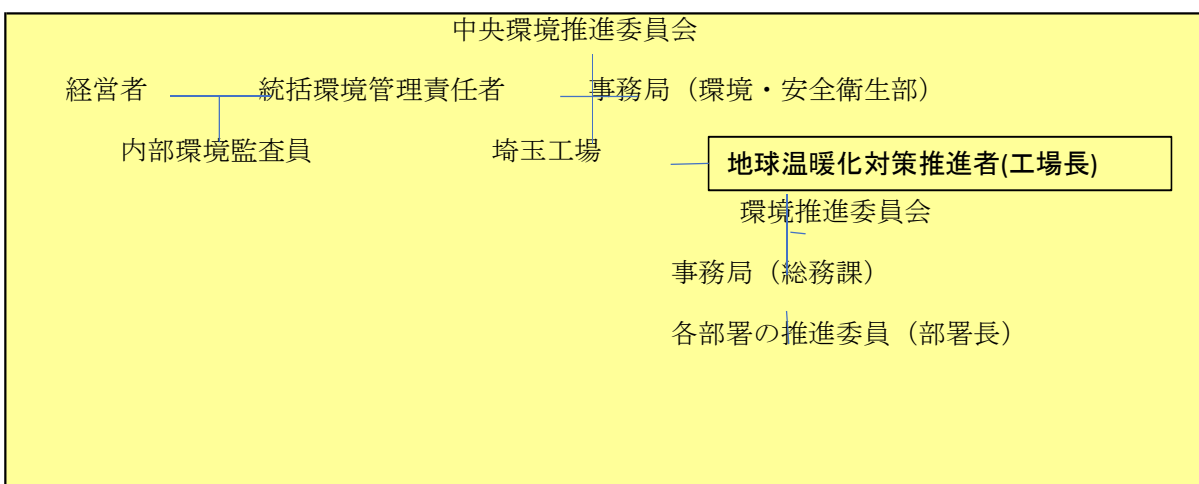 中央環境推進委員会
経営者 統括環境管理責任者 事務局（環境・安全衛生部）
内部環境監査員 埼玉工場
地球温暖化対策推進者(工場長)
環境推進委員会
事務局（総務課）
各部署の推進委員（部署長）